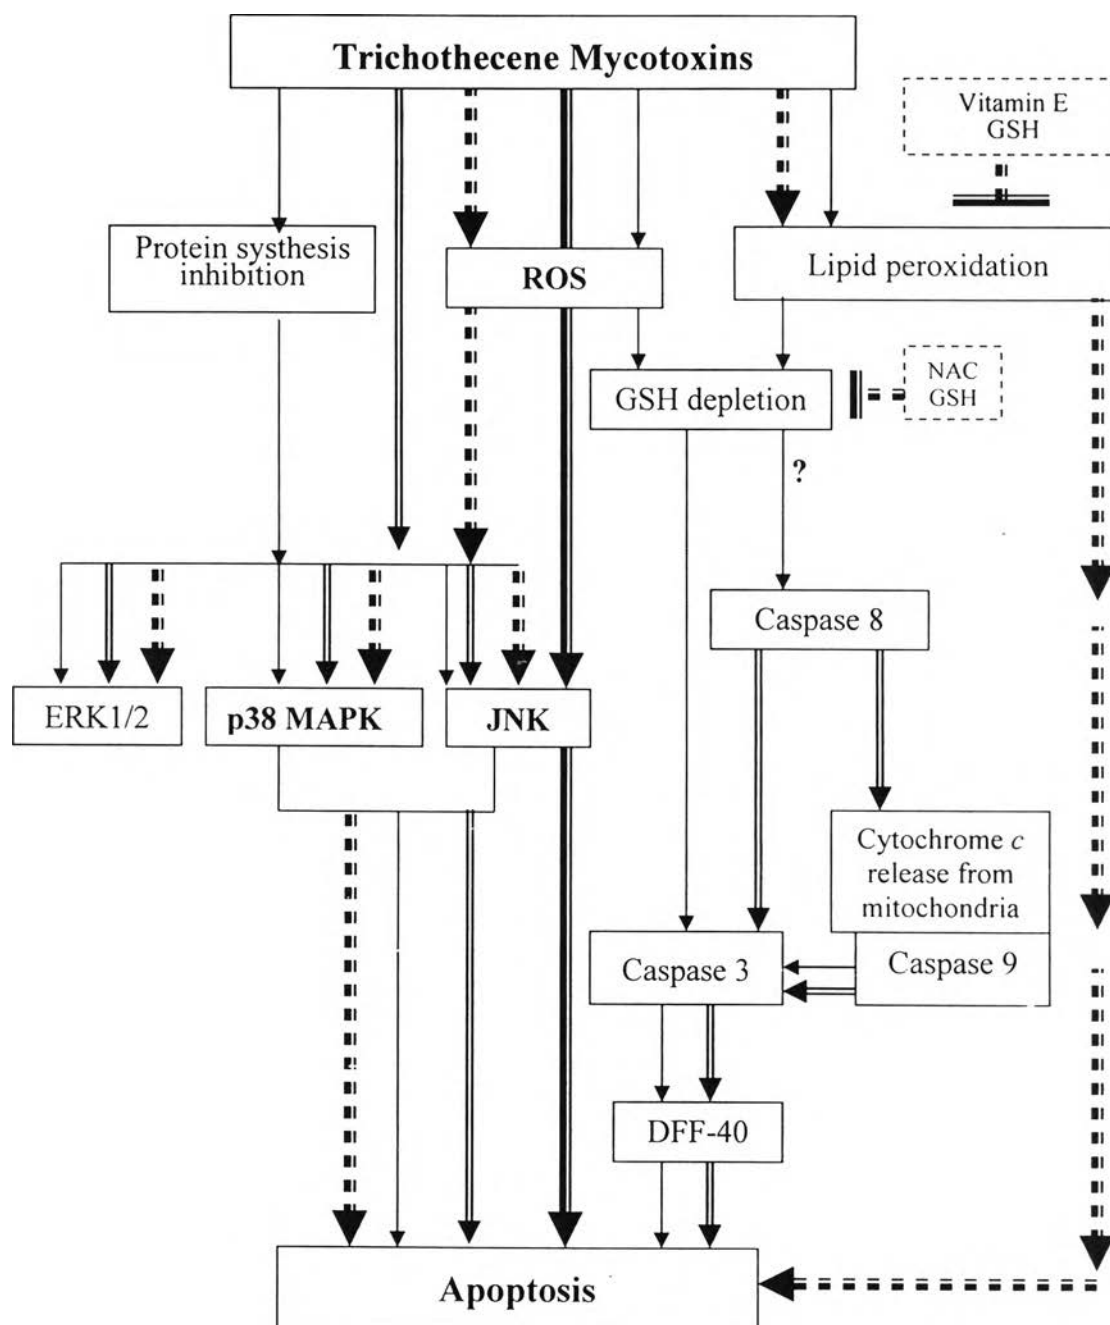 Trichothecene Mycotoxins
Vitamin E
GSH
Protein systhesis
inhibition
ROS
Lipid peroxidation
GSH depletion
NAC
GSH
?
Caspase 8
ERK1/2
p38 MAPK
JNK
Cytochrome c
release from
mitochondria
Caspase 3
Caspase 9
DFF-40
Apoptosis